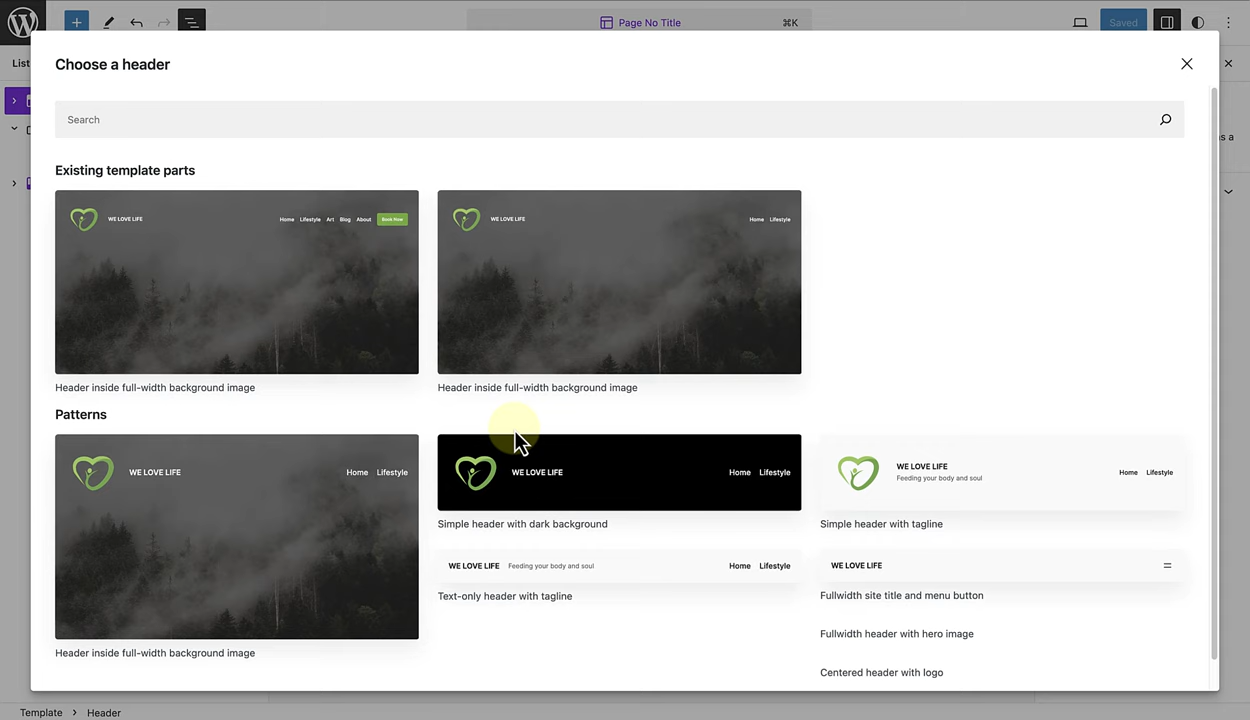 Page No Title
⌘K
Saved
List
Choose a header
Search
s a
Existing template parts
WE LOVE LIFE
Home Lifestyle Art Blog About Book Now
WE LOVE LIFE
Home Lifestyle
Header inside full-width background image
Header inside full-width background image
Patterns
WE LOVE LIFE
Home Lifestyle
Header inside full-width background image
WE LOVE LIFE
Home Lifestyle
Simple header with dark background
WE LOVE LIFE
Feeding your body and soul
Home Lifestyle
Simple header with tagline
WE LOVE LIFE Feeding your body and soul Home Lifestyle
Text-only header with tagline
WE LOVE LIFE
Fullwidth site title and menu button
Fullwidth header with hero image
Centered header with logo
Template > Header